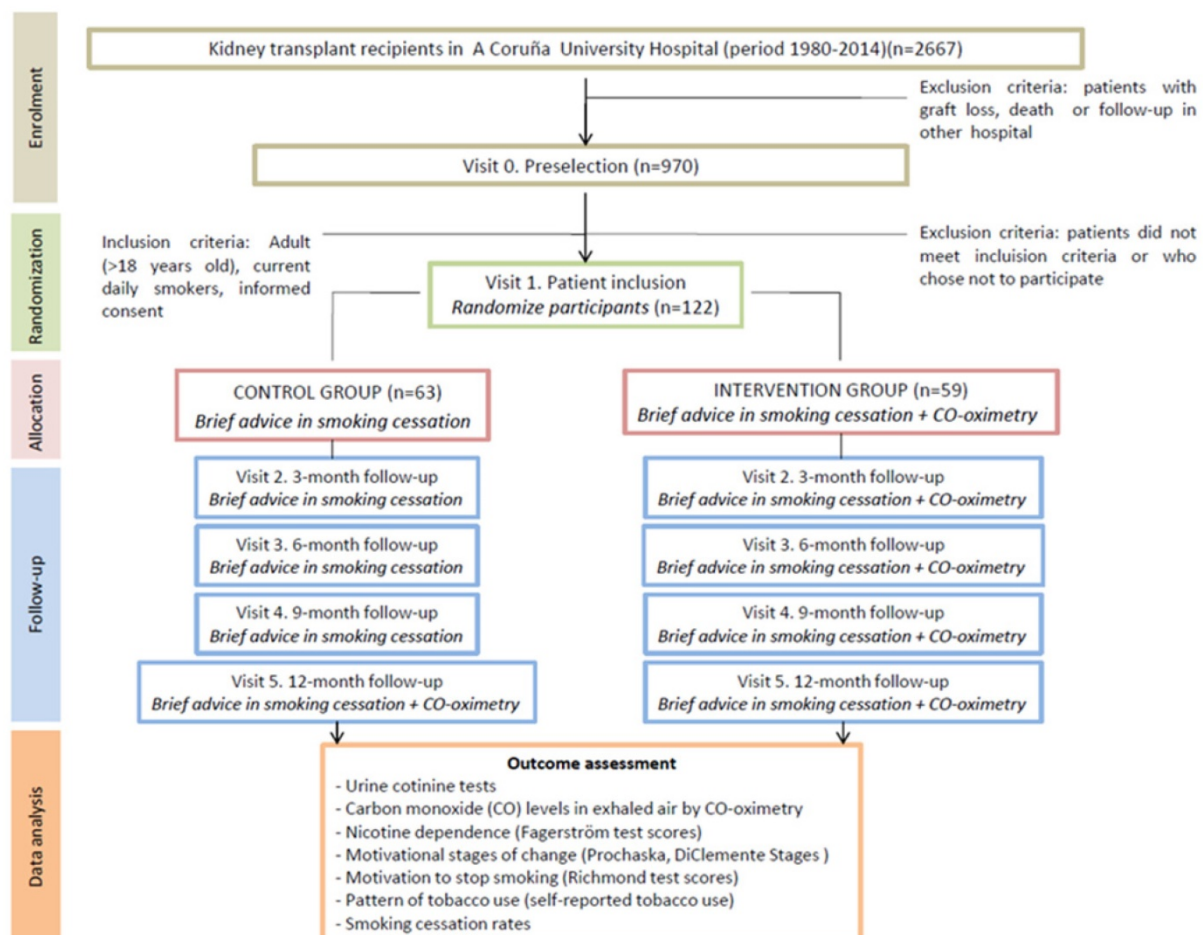 Enrolment
Kidney transplant recipients in A Coruña University Hospital (period 1980-2014)(n=2667)
Exclusion criteria: patients with
graft loss, death or follow-up in
other hospital
Visit 0. Preselection (n=970)
Randomization
Inclusion criteria: Adult
(>18 years old), current
daily smokers, informed
consent
Exclusion criteria: patients did not
meet incluision criteria or who
chose not to participate
Visit 1. Patient inclusion
Randomize participants (n=122)
Allocation
CONTROL GROUP (n=63)
Brief advice in smoking cessation
INTERVENTION GROUP (n=59)
Brief advice in smoking cessation + CO-oximetry
Follow-up
Visit 2. 3-month follow-up
Brief advice in smoking cessation
Visit 2. 3-month follow-up
Brief advice in smoking cessation + CO-oximetry
Visit 3. 6-month follow-up
Brief advice in smoking cessation
Visit 3. 6-month follow-up
Brief advice in smoking cessation + CO-oximetry
Visit 4. 9-month follow-up
Brief advice in smoking cessation
Visit 4. 9-month follow-up
Brief advice in smoking cessation + CO-oximetry
Visit 5. 12-month follow-up
Brief advice in smoking cessation + CO-oximetry
Visit 5. 12-month follow-up
Brief advice in smoking cessation + CO-oximetry
Data analysis
Outcome assessment
- Urine cotinine tests
- Carbon monoxide (CO) levels in exhaled air by CO-oximetry
- Nicotine dependence (Fagerström test scores)
- Motivational stages of change (Prochaska, DiClemente Stages )
- Motivation to stop smoking (Richmond test scores)
- Pattern of tobacco use (self-reported tobacco use)
- Smoking cessation rates